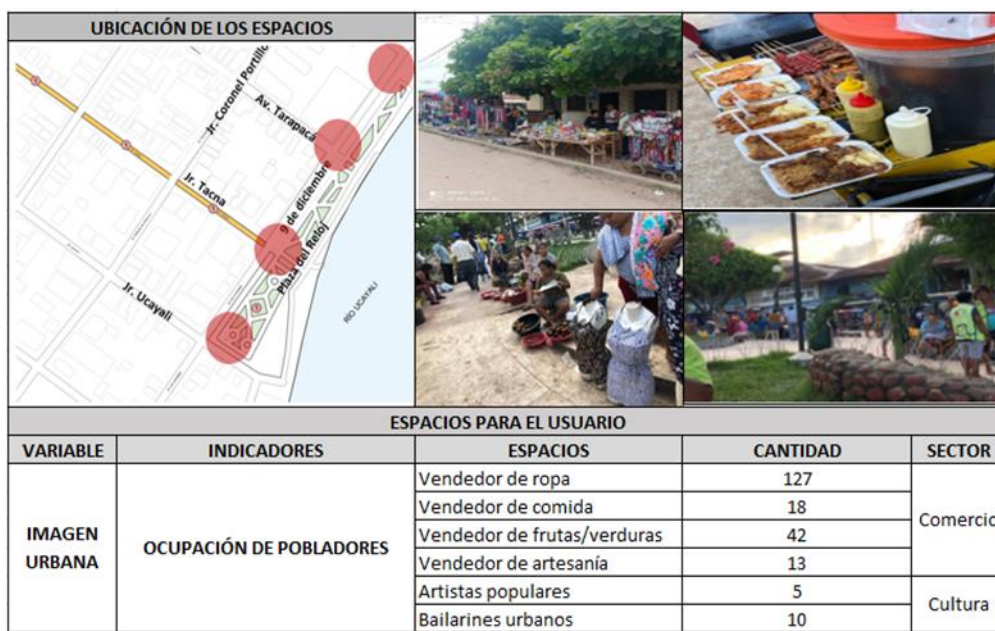 UBICACIÓN DE LOS ESPACIOS
Jr. Coronel Portillo
Av. Tarapacá
Jr. Tacna
9 de diciembre
Plaza del Reloj
Jr. Ucayali
RÍO UCAYALI
ESPACIOS PARA EL USUARIO
VARIABLE INDICADORES ESPACIOS CANTIDAD SECTOR
IMAGEN
URBANA
OCUPACIÓN DE POBLADORES
Vendedor de ropa 127
Vendedor de comida 18
Vendedor de frutas/verduras 42
Vendedor de artesanía 13
Comercio
Artistas populares 5
Bailarines urbanos 10
Cultura